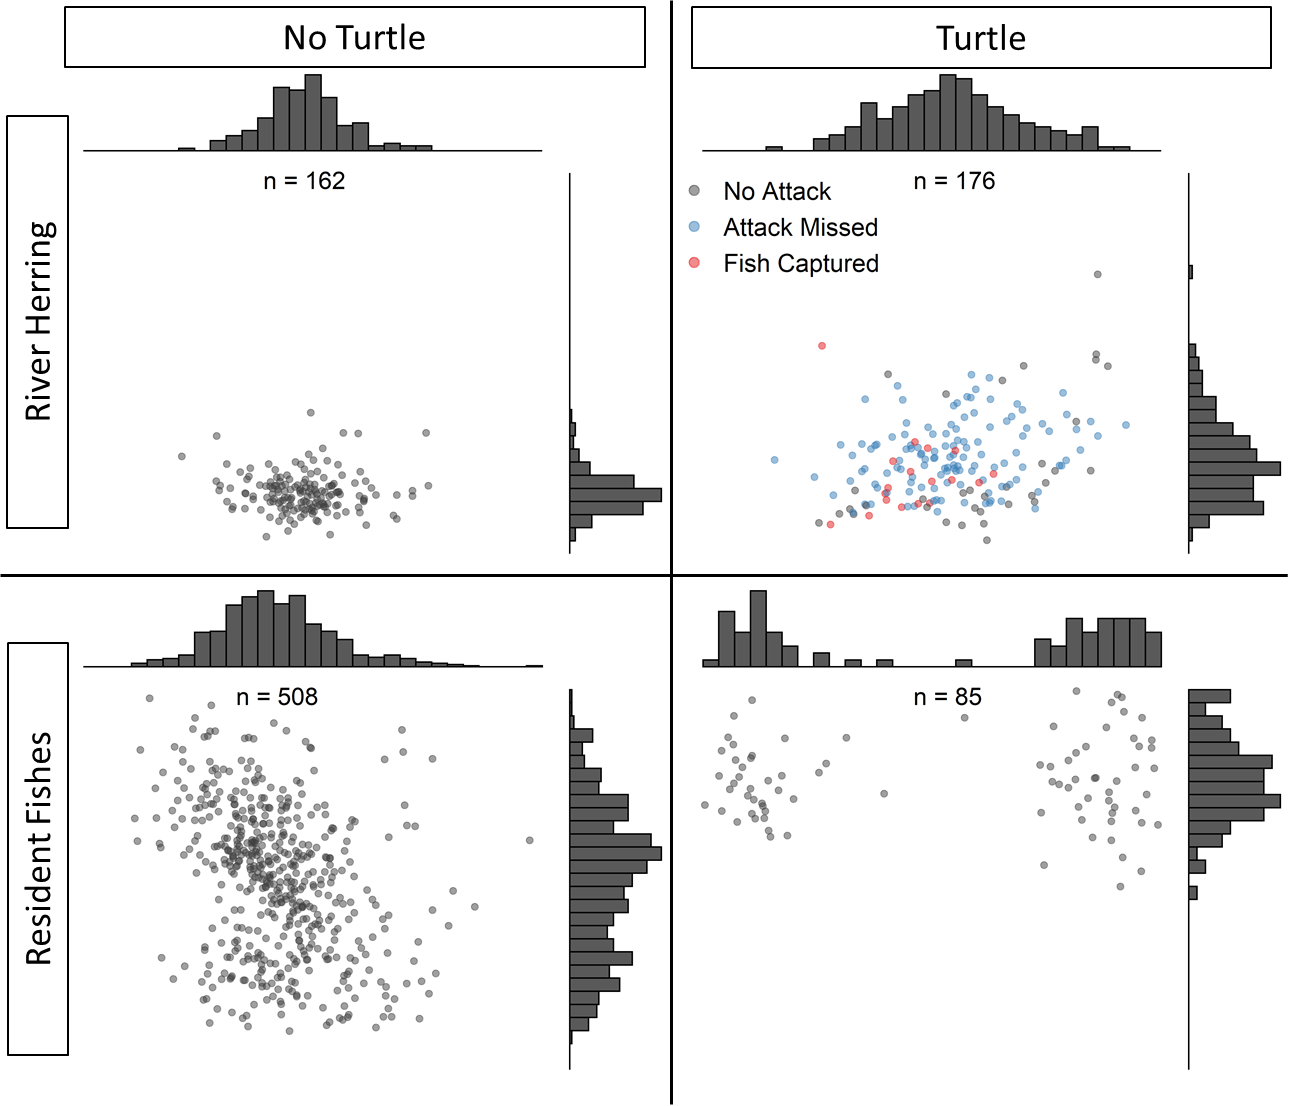 No Turtle
Turtle
River Herring
n = 162
n = 176
No Attack
Attack Missed
Fish Captured
Resident Fishes
n = 508
n = 85